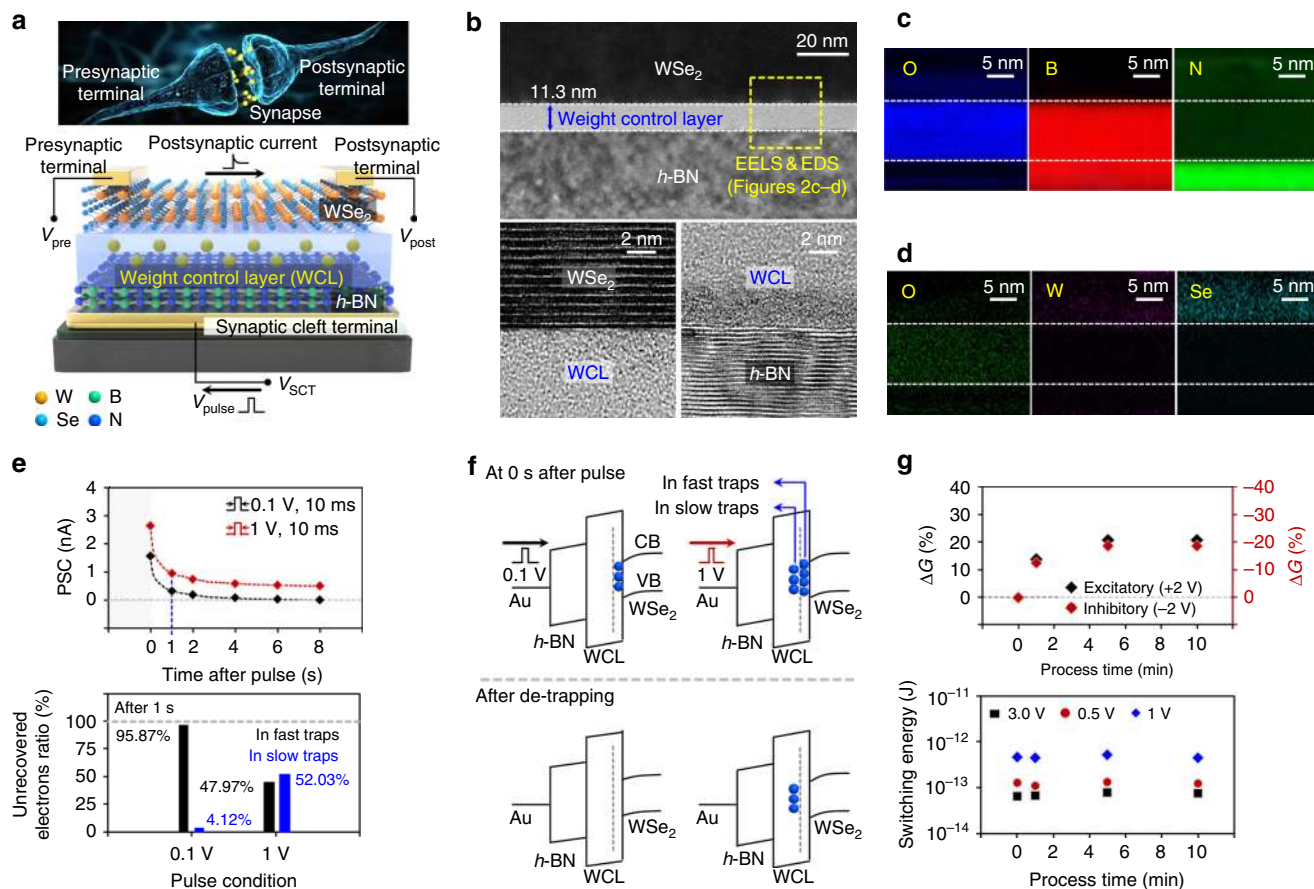 a
Presynaptic
terminal
Postsynaptic
terminal
Synapse
Presynaptic
terminal
Postsynaptic current
Postsynaptic
terminal
WSe2
Vpre
Vpost
Weight control layer (WCL)
h-BN
Synaptic cleft terminal
VSCT
Vpulse
W
B
Se
N
b
20 nm
WSe2
11.3 nm
Weight control layer
EELS & EDS
(Figures 2c–d)
h-BN
2 nm
WSe2
WCL
2 nm
WCL
h-BN
c
O
5 nm
B
5 nm
N
5 nm
d
O
5 nm
W
5 nm
Se
5 nm
e
4
3
2
1
0
PSC (nA)
0.1 V, 10 ms
1 V, 10 ms
0 1 2 4 6 8
Time after pulse (s)
Unrecovered
electrons ratio (%)
After 1 s
100
50
0
95.87%
4.12%
47.97%
52.03%
In fast traps
In slow traps
0.1 V
1 V
Pulse condition
f
At 0 s after pulse
In fast traps
In slow traps
0.1 V
Au
h-BN
WCL
CB
VB
WSe2
1 V
Au
h-BN
WCL
WSe2
After de-trapping
Au
h-BN
WCL
WSe2
Au
h-BN
WCL
WSe2
g
40
30
20
10
0
ΔG (%)
–40
–30
–20
–10
0
ΔG (%)
Excitatory (+2 V)
Inhibitory (–2 V)
0 2 4 6 8 10
Process time (min)
Switching energy (J)
10–11
10–12
10–13
10–14
3.0 V
0.5 V
1 V
0 2 4 6 8 10
Process time (min)